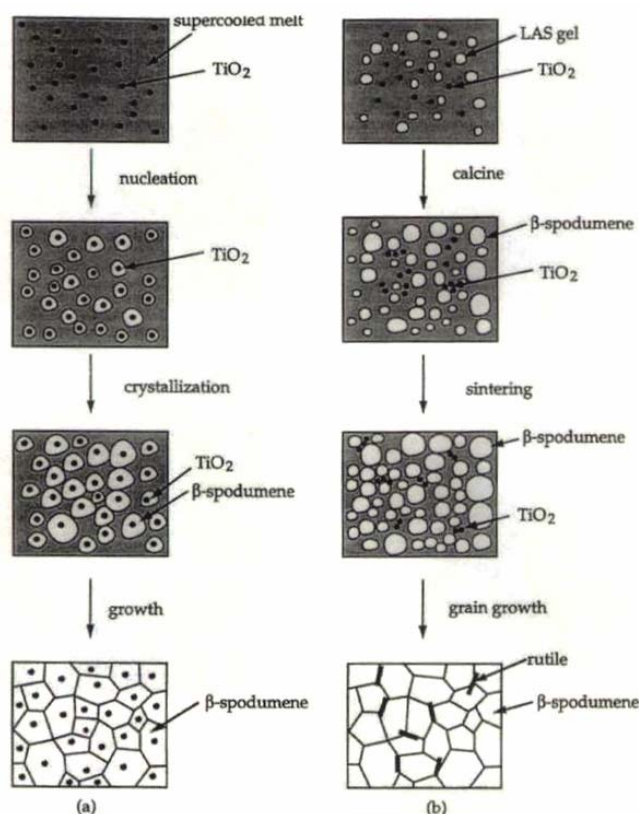 supercooled melt
TiO₂
nucleation
TiO₂
crystallization
TiO₂
β-spodumene
growth
β-spodumene
(a)
LAS gel
TiO₂
calcine
β-spodumene
TiO₂
sintering
β-spodumene
TiO₂
grain growth
rutile
β-spodumene
(b)